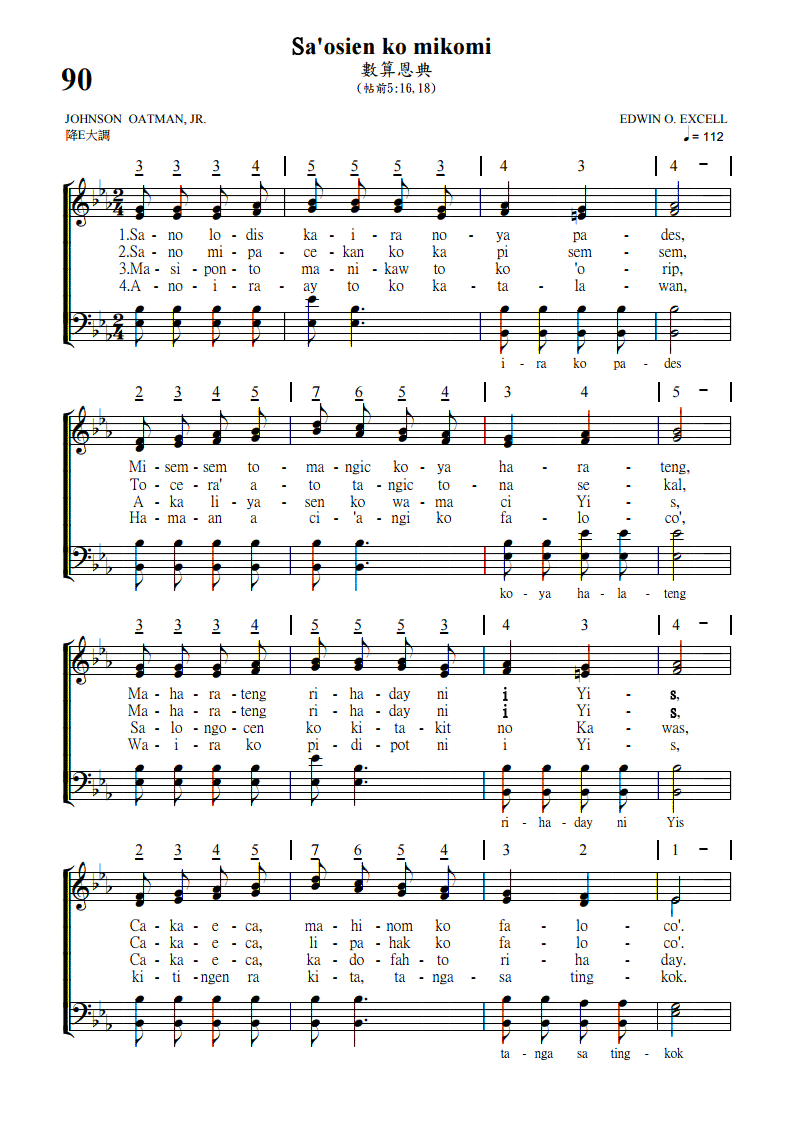 Sa'osien ko mikomi
90
數算恩典
(帖前5:16,18)
JOHNSON OATMAN, JR. EDWIN O. EXCELL
降E大調 ♩= 112
3 3 3 4 | 5 5 5 3 | 4 3 | 4 - |
2/4
1.Sa - no lo - dis ka - i - ra no - ya pa - des,
2.Sa - no mi - pa - ce - kan ko ka pi sem - sem,
3.Ma - si - pon - to ma - ni - kaw to ko 'o - rip,
4.A - no - i - ra - ay to ko ka - ta - la - wan,
2/4
i - ra ko pa - des
2 3 4 5 | 7 6 5 4 | 3 4 | 5 - |
Mi - sem - sem to - ma - ngic ko - ya ha - ra - teng,
To - ce - ra' a - to ta - ngic to - na se - kal,
A - ka li - ya - sen ko wa - ma ci Yi - s,
Ha - ma - an a ci - 'a - ngi ko fa - lo - co',
ko - ya ha - la - teng
3 3 3 4 | 5 5 5 3 | 4 3 | 4 - |
Ma - ha - ra - teng ri - ha - day ni i Yi - s,
Ma - ha - ra - teng ri - ha - day ni i Yi - s,
Sa - lo - ngo - cen ko ki - ta - kit no Ka - was,
Wa - i - ra ko pi - di - pot ni i Yi - s,
ri - ha - day ni Yis
2 3 4 5 | 7 6 5 4 | 3 2 | 1 - |
Ca - ka - e - ca, ma - hi - nom ko fa - lo - co'.
Ca - ka - e - ca, li - pa - hak ko fa - lo - co'.
Ca - ka - e - ca, ka - do - fah - to ri - ha - day.
ki - ti - ngen ra ki - ta, ta - nga - sa ting - kok.
ta - nga sa ting - kok